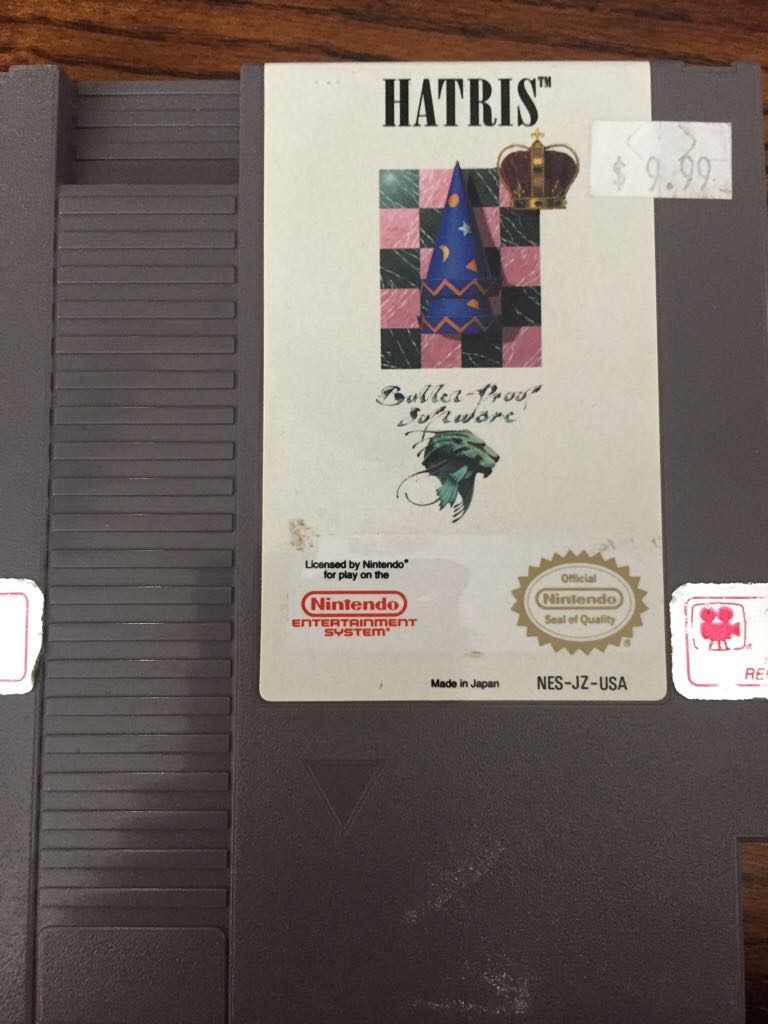 HATRIS™
$ 9.99
Bullet-Proof
Software
Licensed by Nintendo®
for play on the
Nintendo
ENTERTAINMENT
SYSTEM®
Official
Nintendo
Seal of Quality
®
Made in Japan
NES-JZ-USA